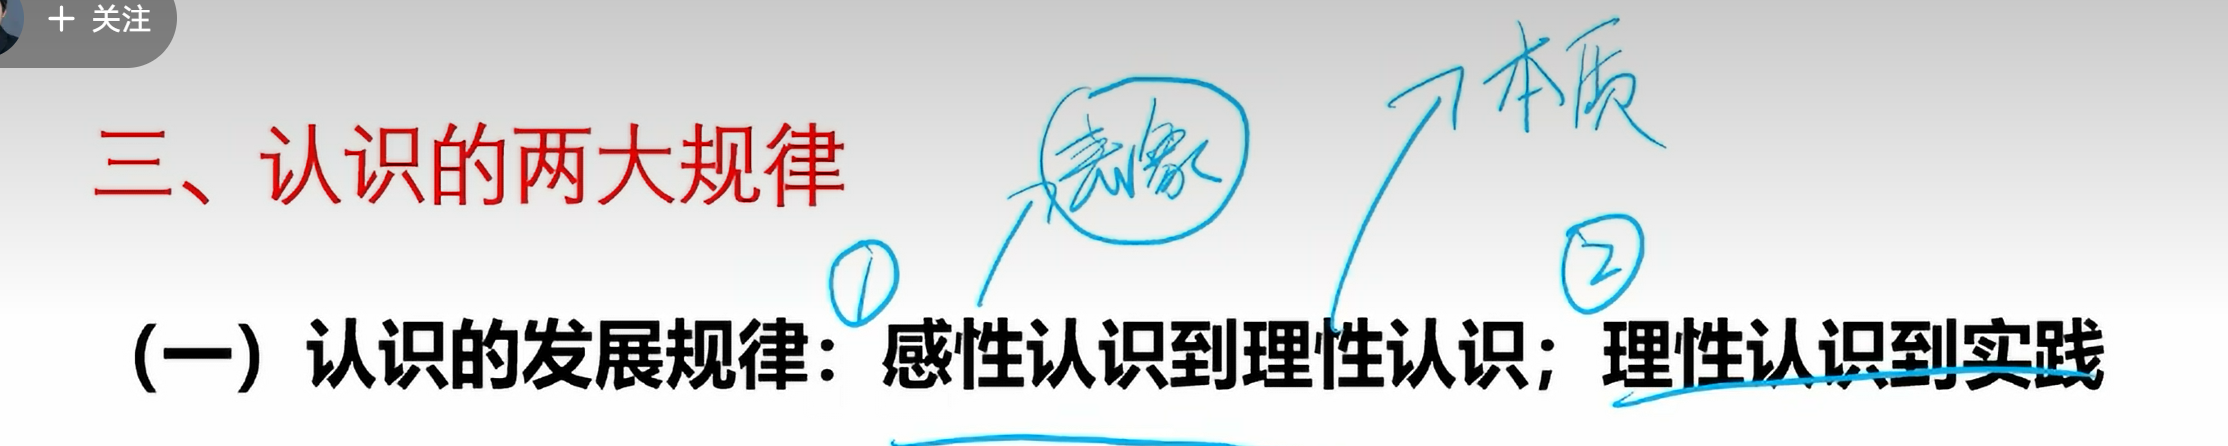 + 关注
本质
表像
三、认识的两大规律
① ②
（一）认识的发展规律：感性认识到理性认识；理性认识到实践